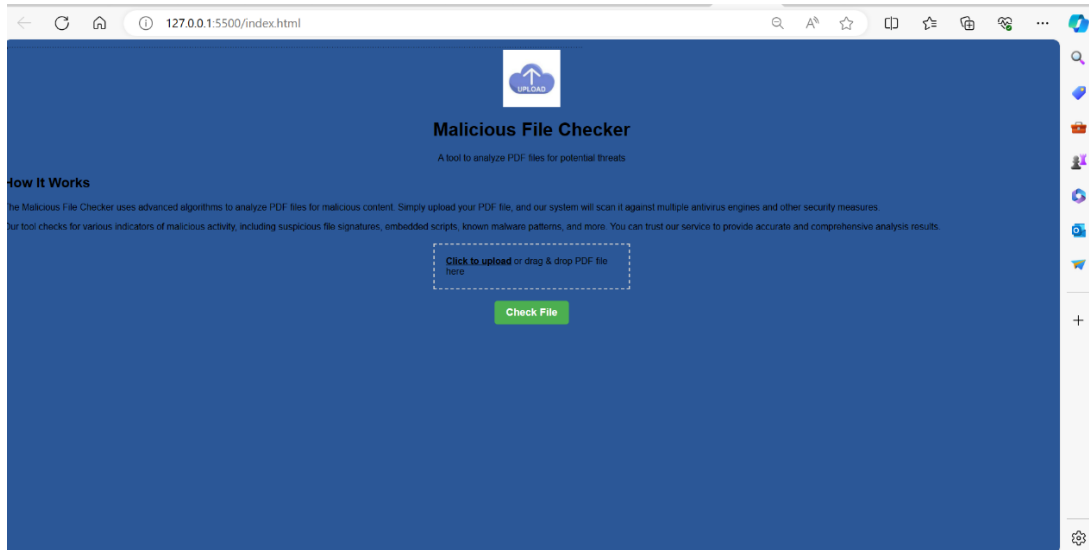 127.0.0.1:5500/index.html
UPLOAD
Malicious File Checker
A tool to analyze PDF files for potential threats
How It Works
The Malicious File Checker uses advanced algorithms to analyze PDF files for malicious content. Simply upload your PDF file, and our system will scan it against multiple antivirus engines and other security measures.
Our tool checks for various indicators of malicious activity, including suspicious file signatures, embedded scripts, known malware patterns, and more. You can trust our service to provide accurate and comprehensive analysis results.
Click to upload or drag & drop PDF file
here
Check File